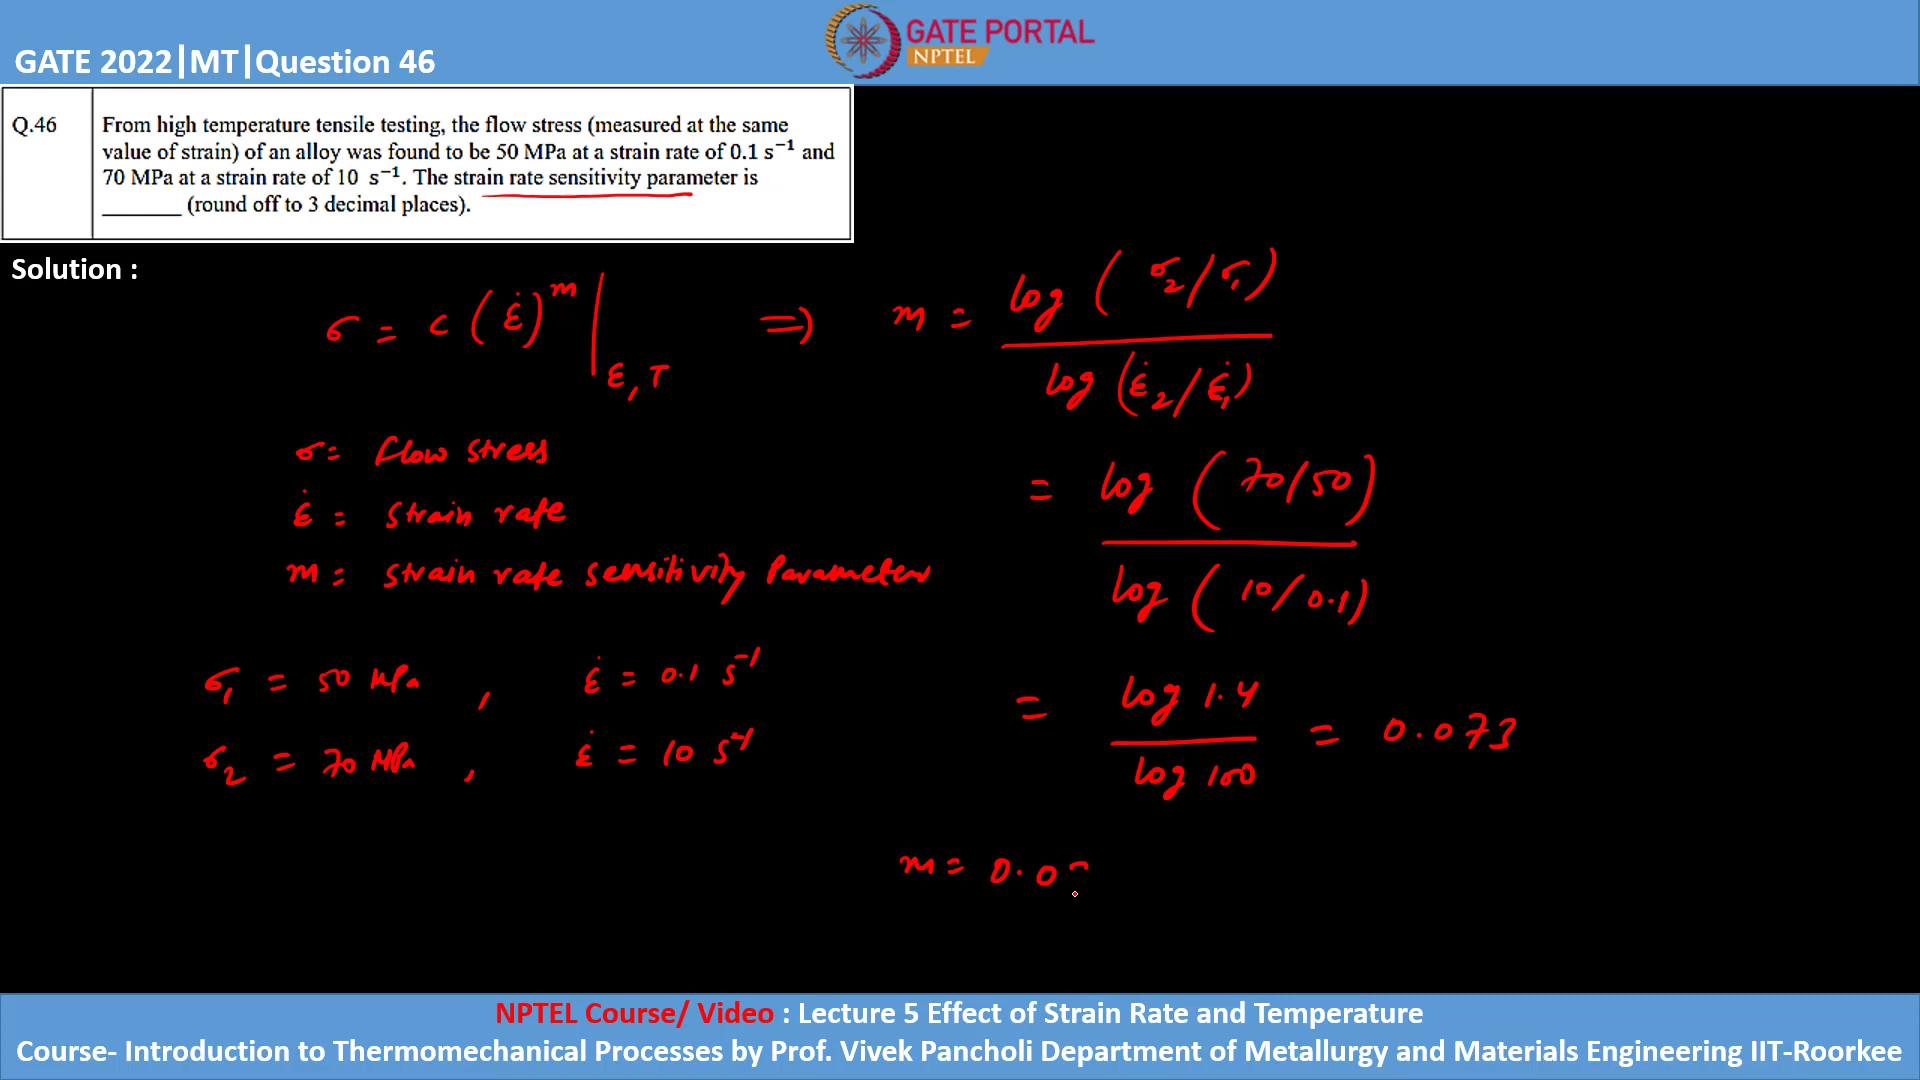 GATE PORTAL
NPTEL
GATE 2022|MT|Question 46
Q.46
From high temperature tensile testing, the flow stress (measured at the same
value of strain) of an alloy was found to be 50 MPa at a strain rate of 0.1 s⁻¹ and
70 MPa at a strain rate of 10 s⁻¹. The strain rate sensitivity parameter is
_______ (round off to 3 decimal places).
Solution :
σ = c (ε̇)^m |ε, T ⇒ m = log (σ₂/σ₁) / log (ε̇₂/ε̇₁)
σ = flow stress
ε̇ = strain rate
m = strain rate sensitivity Parameter
= log (70/50) / log (10/0.1)
σ₁ = 50 MPa , ε̇ = 0.1 s⁻¹
σ₂ = 70 MPa , ε̇ = 10 s⁻¹
= log 1.4 / log 100 = 0.073
m = 0.0
NPTEL Course/ Video : Lecture 5 Effect of Strain Rate and Temperature
Course- Introduction to Thermomechanical Processes by Prof. Vivek Pancholi Department of Metallurgy and Materials Engineering IIT-Roorkee